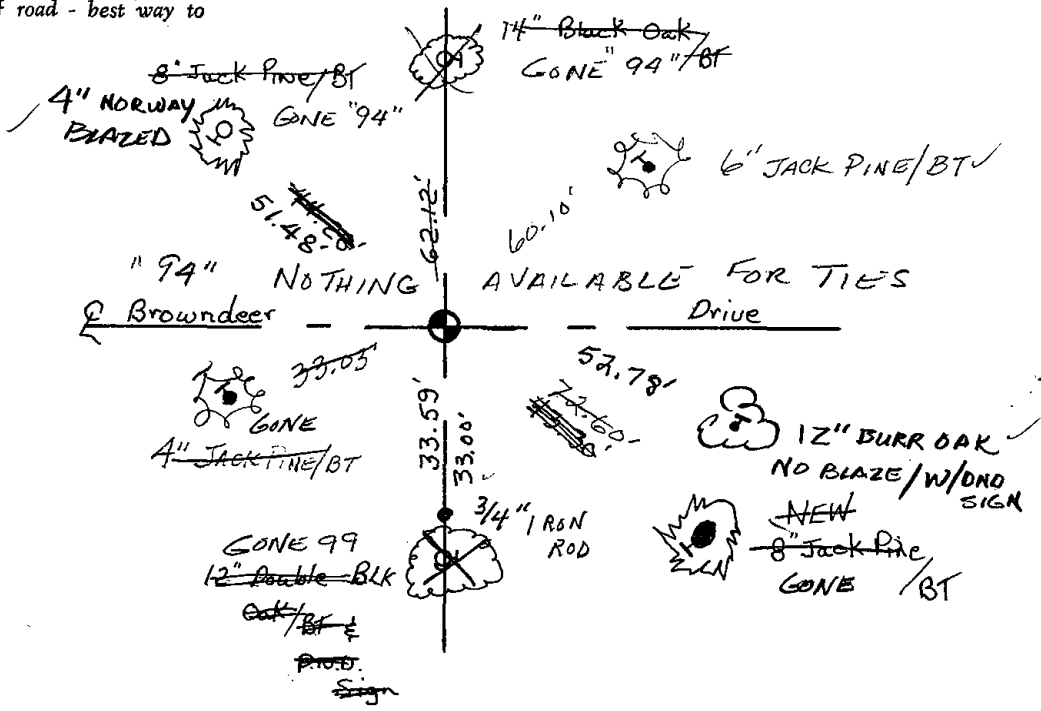 road - best way to
14" Black Oak/BT
GONE "94"
8" Jack Pine/BT
GONE "94"
4" NORWAY
BLAZED
6" JACK PINE/BT
51.48
62.12'
60.10'
"94" NOTHING AVAILABLE FOR TIES
℄ Browndeer Drive
33.05'
52.78'
72.60
33.59'
33.00'
GONE
4" JACK PINE/BT
12" BURR OAK
NO BLAZE/W/DND
SIGN
3/4" IRON
ROD
NEW
8" Jack Pine/BT
GONE
GONE 99
12" Double BLK
Oak/BT &
Sign